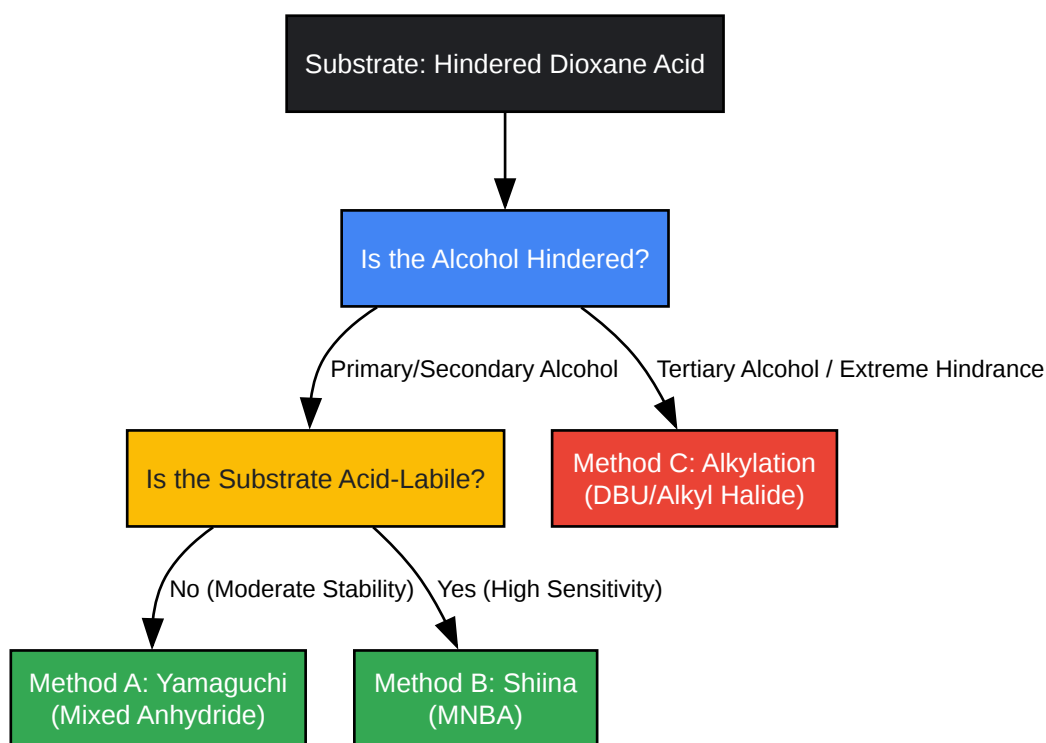 Substrate: Hindered Dioxane Acid
Is the Alcohol Hindered?
Primary/Secondary Alcohol
Tertiary Alcohol / Extreme Hindrance
Is the Substrate Acid-Labile?
Method C: Alkylation
(DBU/Alkyl Halide)
No (Moderate Stability)
Yes (High Sensitivity)
Method A: Yamaguchi
(Mixed Anhydride)
Method B: Shiina
(MNBA)